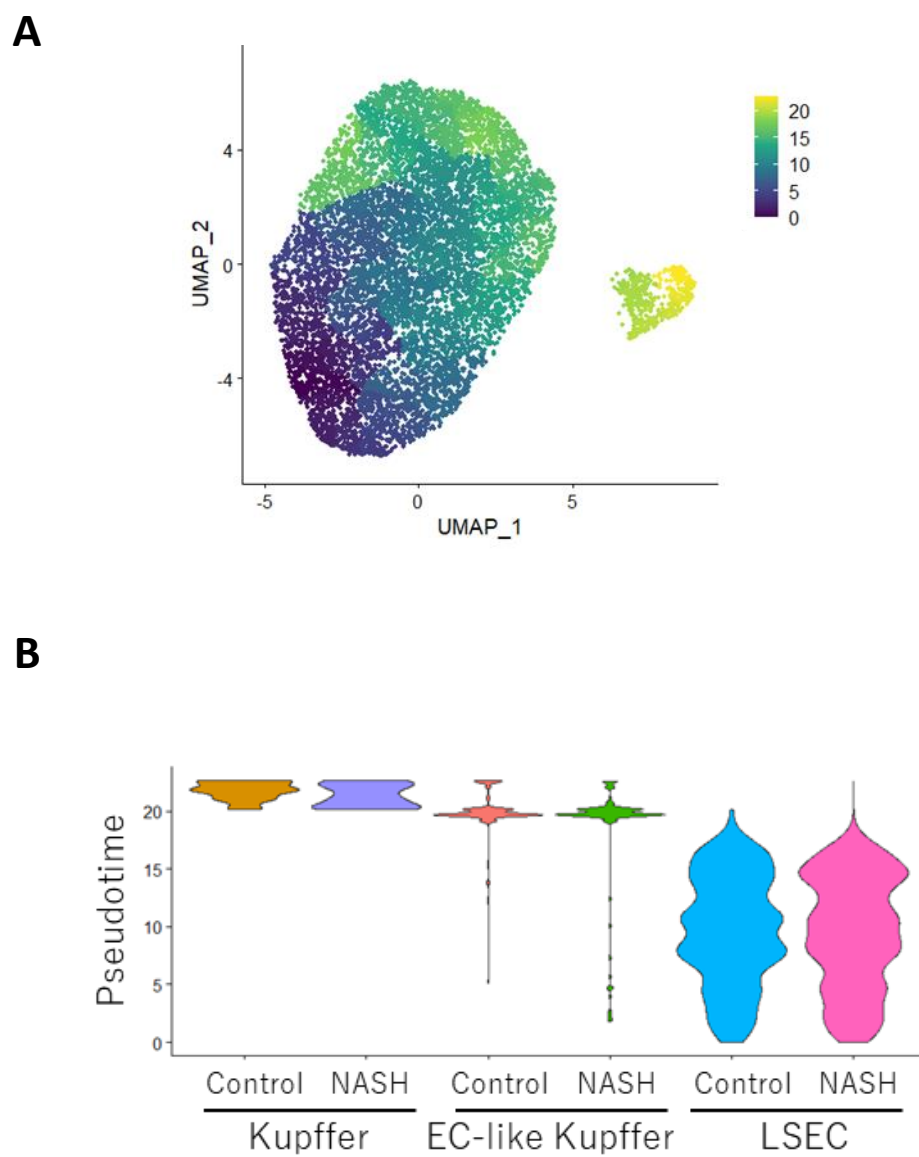 A
UMAP_2
4
0
-4
-5
0
5
UMAP_1
20
15
10
5
0
B
Pseudotime
20
15
10
5
0
Control NASH Control NASH Control NASH
Kupffer EC-like Kupffer LSEC